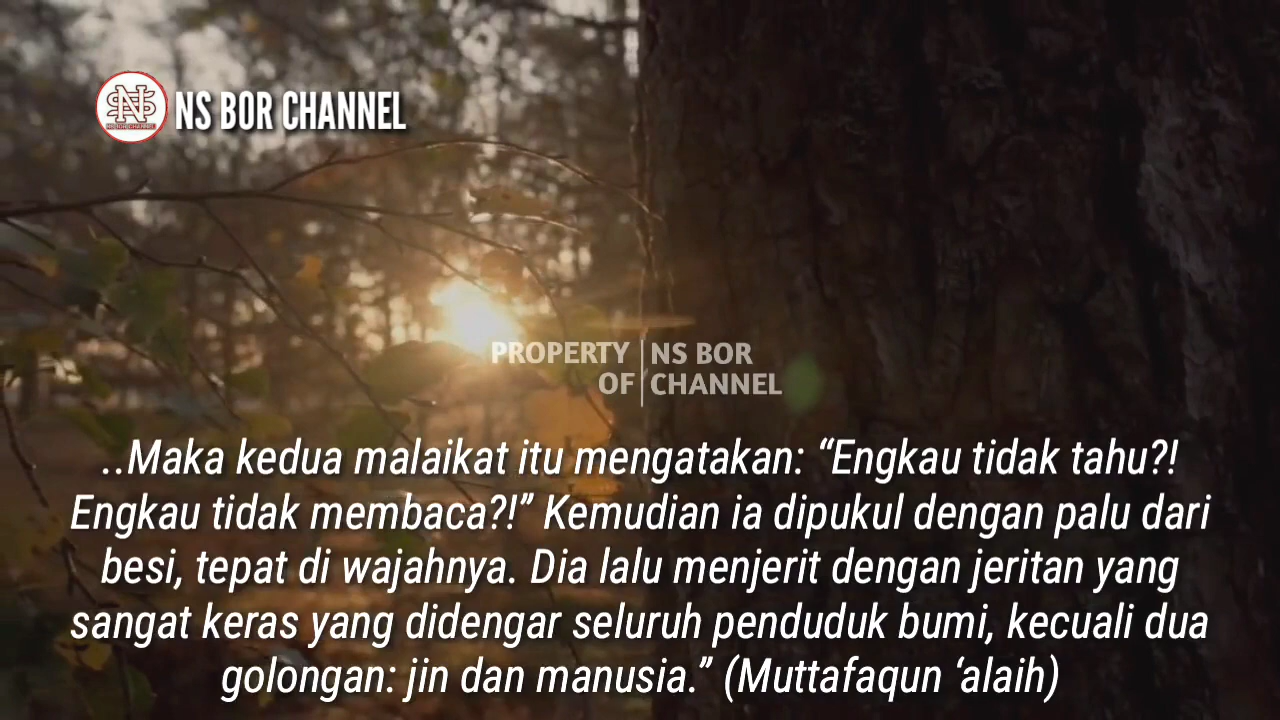 NS BOR CHANNEL
PROPERTY OF NS BOR CHANNEL
..Maka kedua malaikat itu mengatakan: “Engkau tidak tahu?!
Engkau tidak membaca?!” Kemudian ia dipukul dengan palu dari
besi, tepat di wajahnya. Dia lalu menjerit dengan jeritan yang
sangat keras yang didengar seluruh penduduk bumi, kecuali dua
golongan: jin dan manusia.” (Muttafaqun ‘alaih)